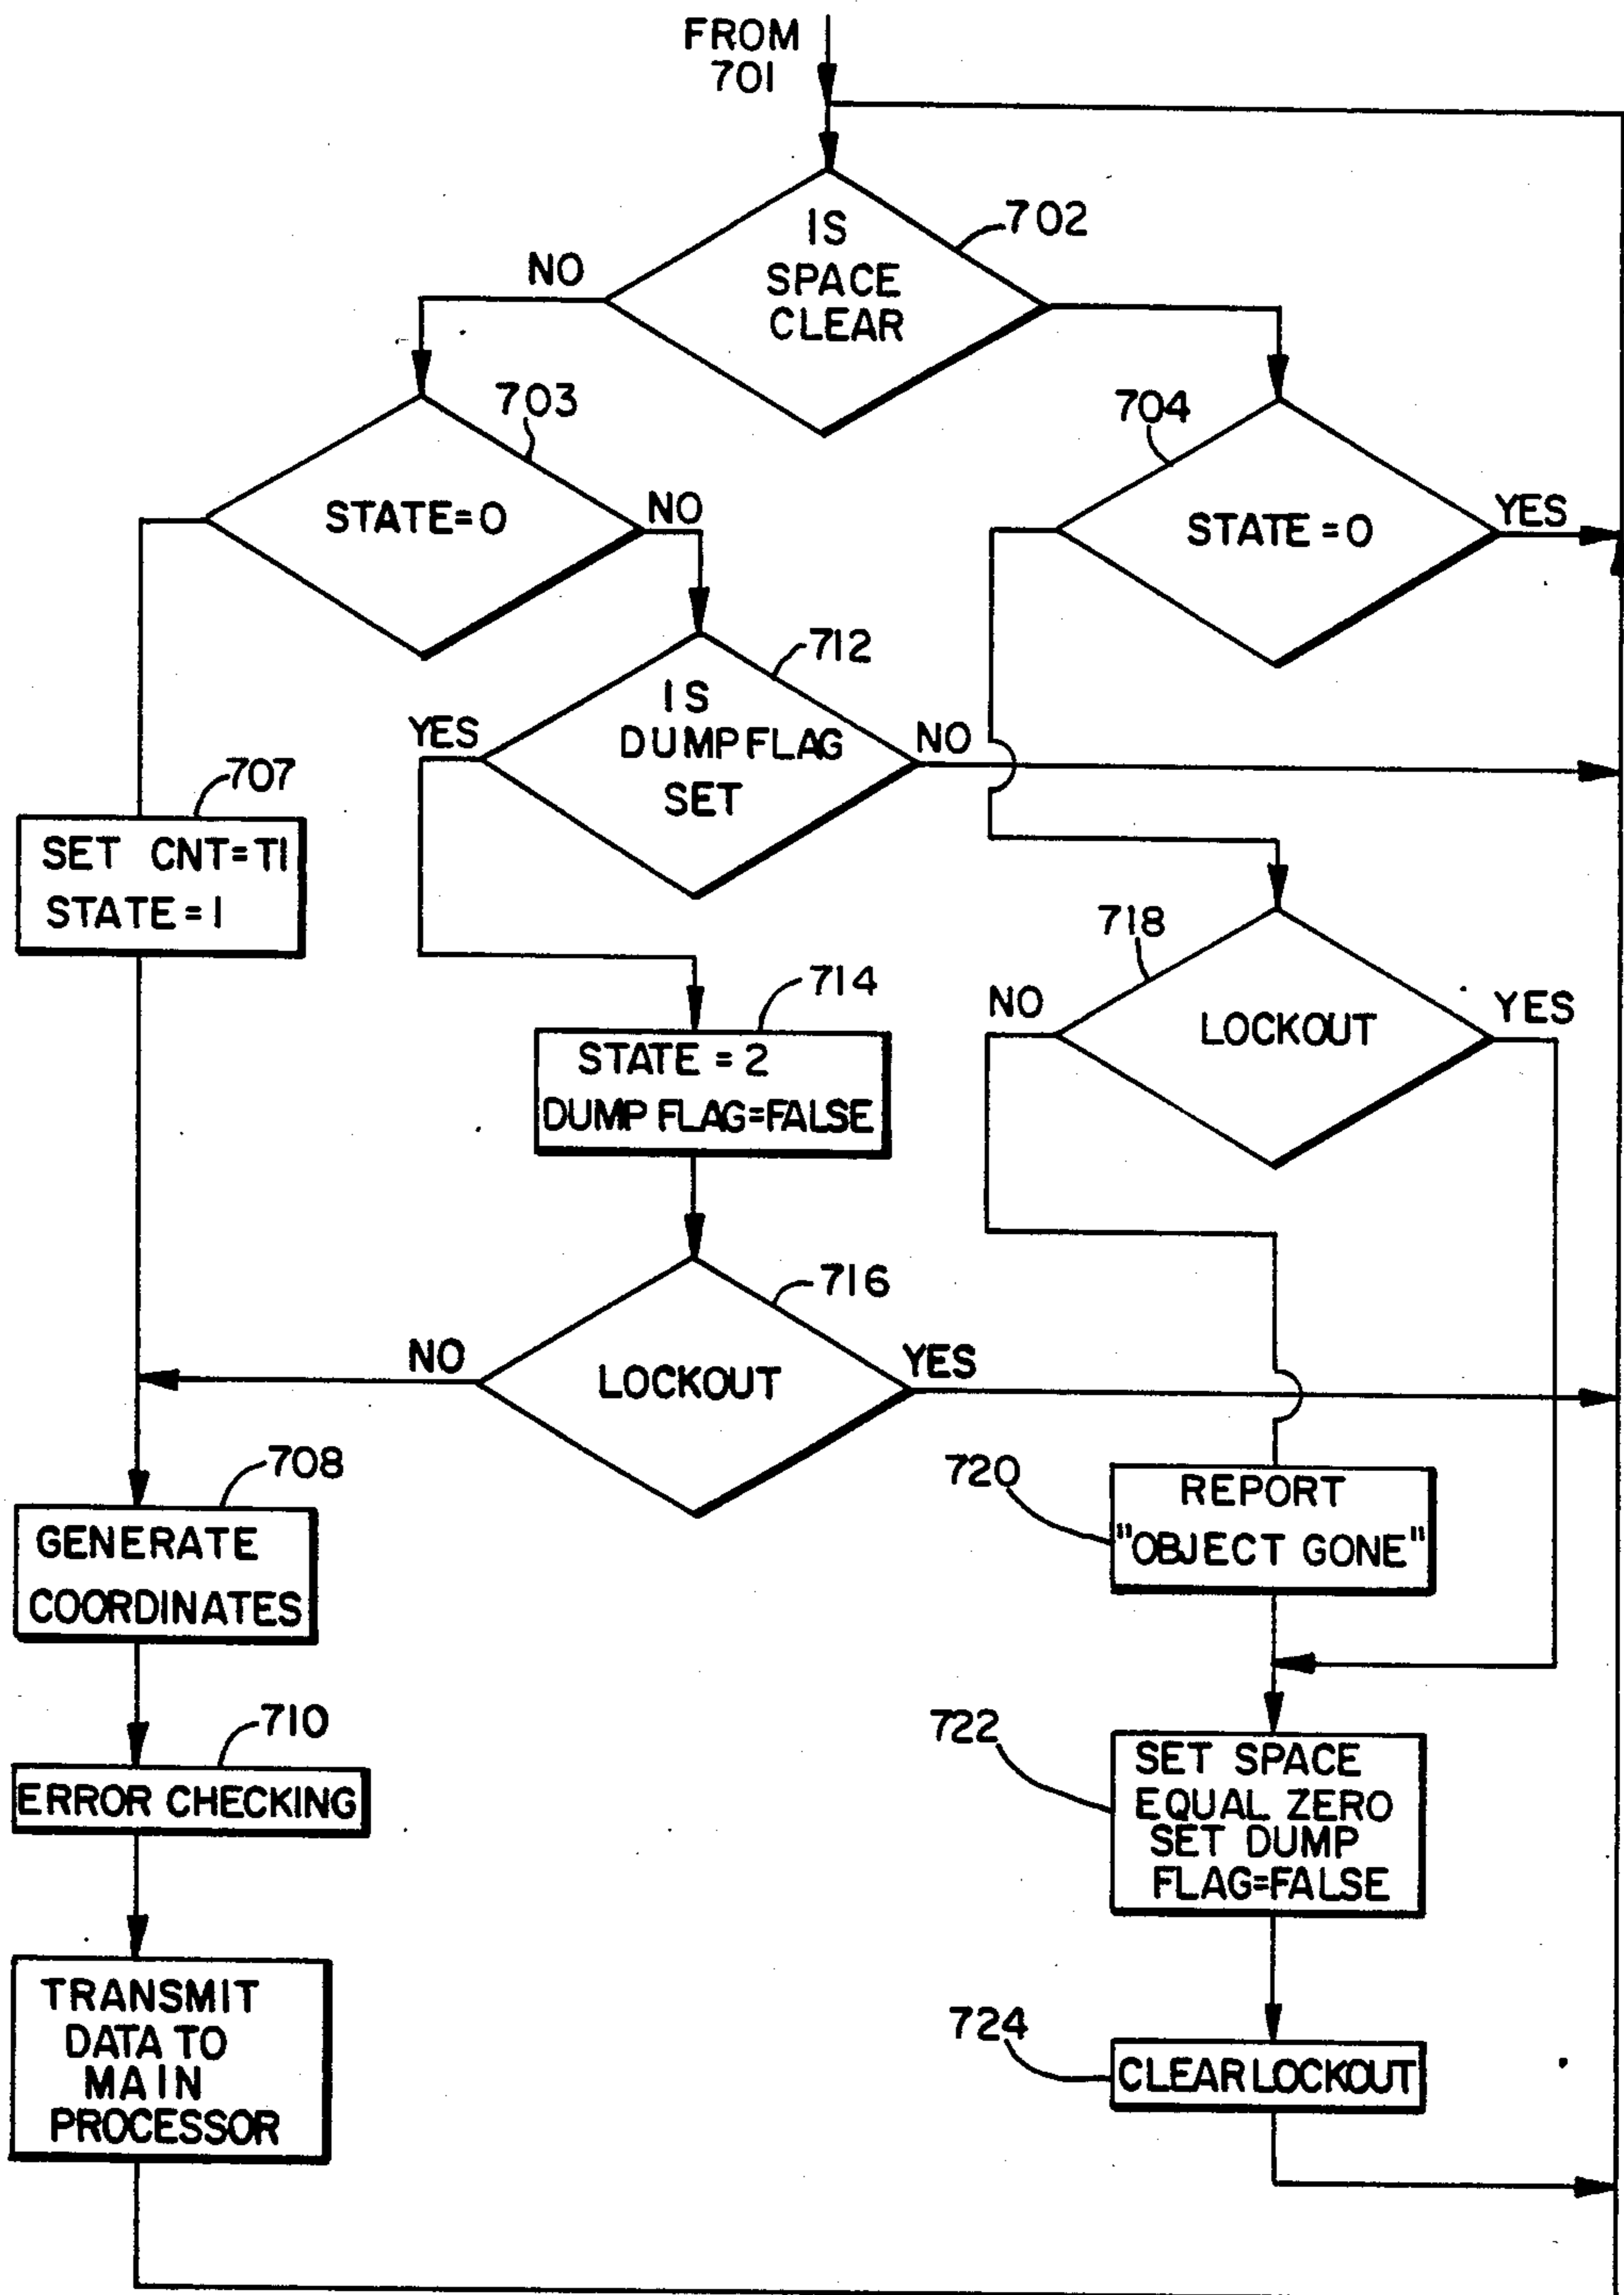 FROM
701
IS
SPACE
CLEAR
702
NO
703
STATE=0
NO
704
STATE=0
YES
712
IS
DUMP FLAG
SET
YES
NO
707
SET CNT=T1
STATE=1
714
STATE = 2
DUMP FLAG=FALSE
718
LOCKOUT
NO
YES
716
LOCKOUT
NO
YES
708
GENERATE
COORDINATES
720
REPORT
"OBJECT GONE"
710
ERROR CHECKING
722
SET SPACE
EQUAL ZERO
SET DUMP
FLAG=FALSE
TRANSMIT
DATA TO
MAIN
PROCESSOR
724
CLEAR LOCKOUT